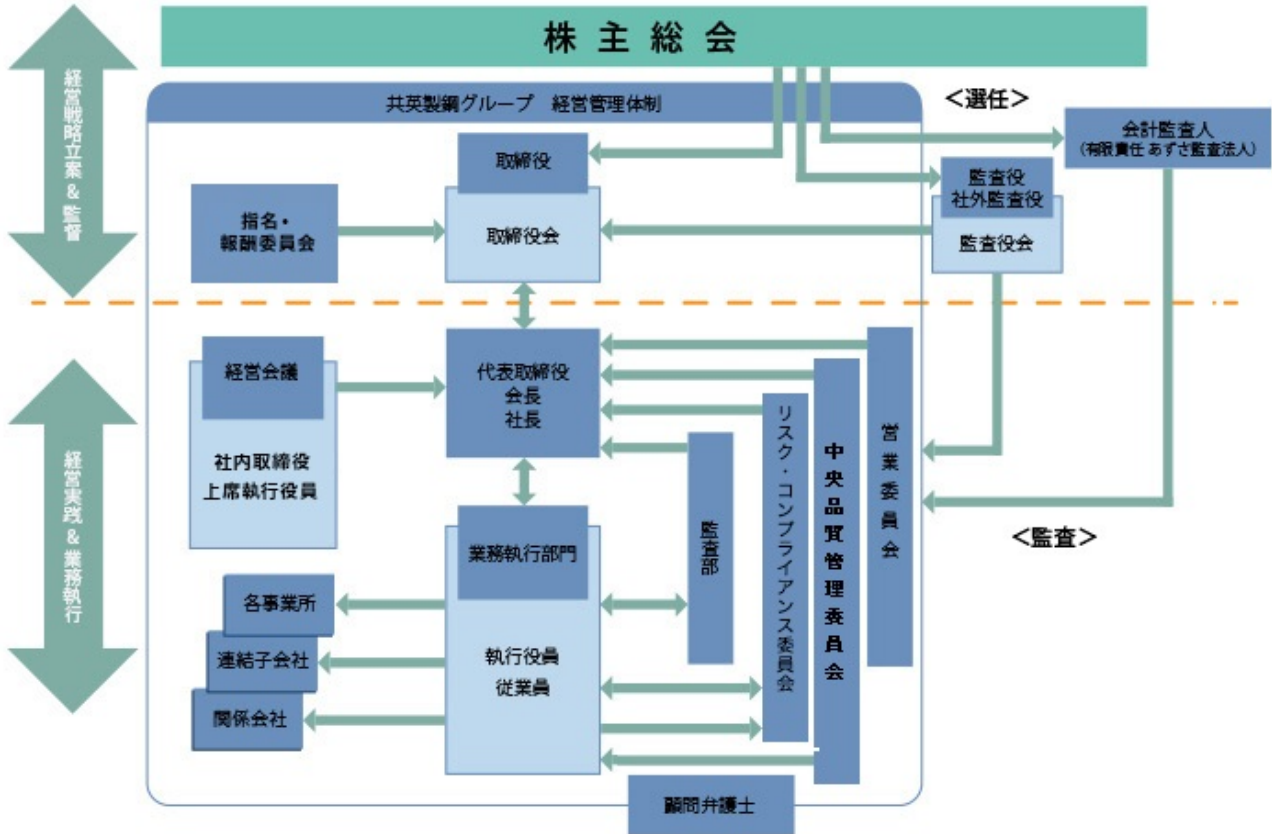 株主総会
経営戦略立案&監督
共英製鋼グループ 経営管理体制
<選任>
会計監査人
(有限責任 あずさ監査法人)
取締役
取締役会
指名・
報酬委員会
監査役
社外監査役
監査役会
経営会議
社内取締役
上席執行役員
代表取締役
会長
社長
営業委員会
中央品質管理委員会
リスク・コンプライアンス委員会
監査部
<監査>
経営実践&業務執行
業務執行部門
執行役員
従業員
各事業所
連結子会社
関係会社
顧問弁護士